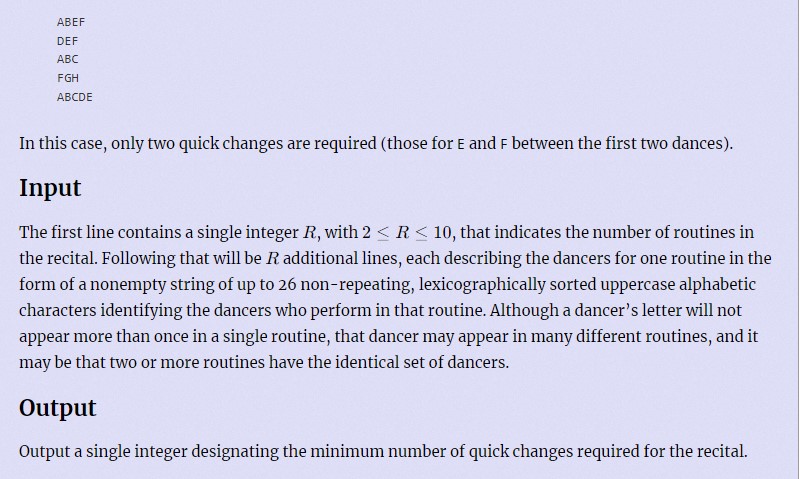 ABEF
DEF
ABC
FGH
ABCDE
In this case, only two quick changes are required (those for E and F between the first two dances).
Input
The first line contains a single integer R, with 2 ≤ R ≤ 10, that indicates the number of routines in
the recital. Following that will be R additional lines, each describing the dancers for one routine in the
form of a nonempty string of up to 26 non-repeating, lexicographically sorted uppercase alphabetic
characters identifying the dancers who perform in that routine. Although a dancer’s letter will not
appear more than once in a single routine, that dancer may appear in many different routines, and it
may be that two or more routines have the identical set of dancers.
Output
Output a single integer designating the minimum number of quick changes required for the recital.